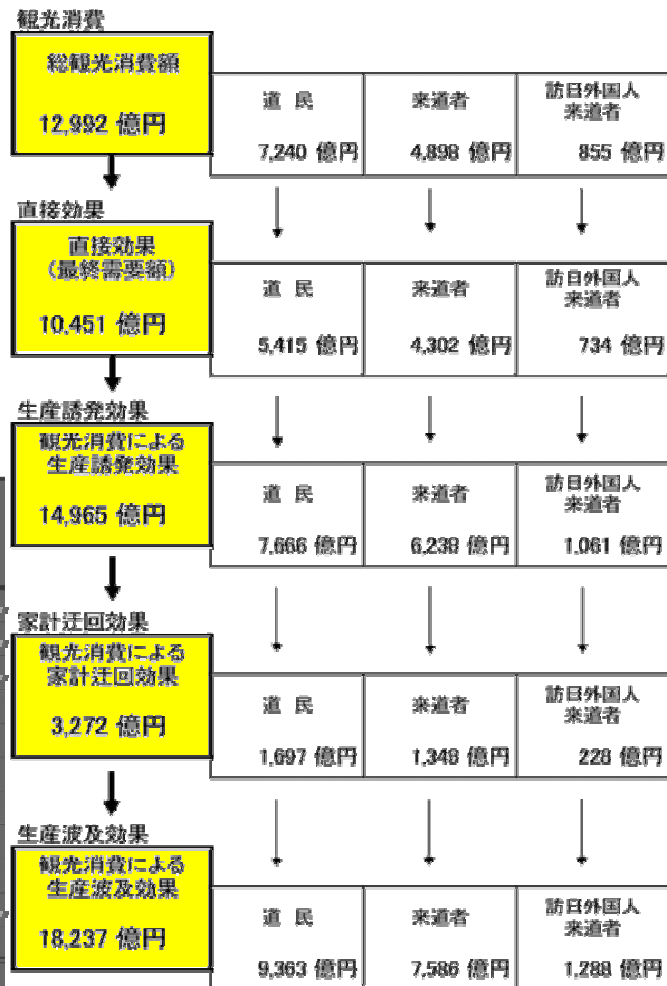 観光消費
総観光消費額
12,992 億円
道 民
来道者
訪日外国人
来道者
7,240 億円
4,898 億円
855 億円
直接効果
直接効果
(最終需要額)
10,451 億円
道 民
来道者
訪日外国人
来道者
5,415 億円
4,302 億円
734 億円
生産誘発効果
観光消費による
生産誘発効果
14,965 億円
道 民
来道者
訪日外国人
来道者
7,666 億円
6,238 億円
1,061 億円
家計迂回効果
観光消費による
家計迂回効果
3,272 億円
道 民
来道者
訪日外国人
来道者
1,697 億円
1,348 億円
228 億円
生産波及効果
観光消費による
生産波及効果
18,237 億円
道 民
来道者
訪日外国人
来道者
9,363 億円
7,586 億円
1,288 億円